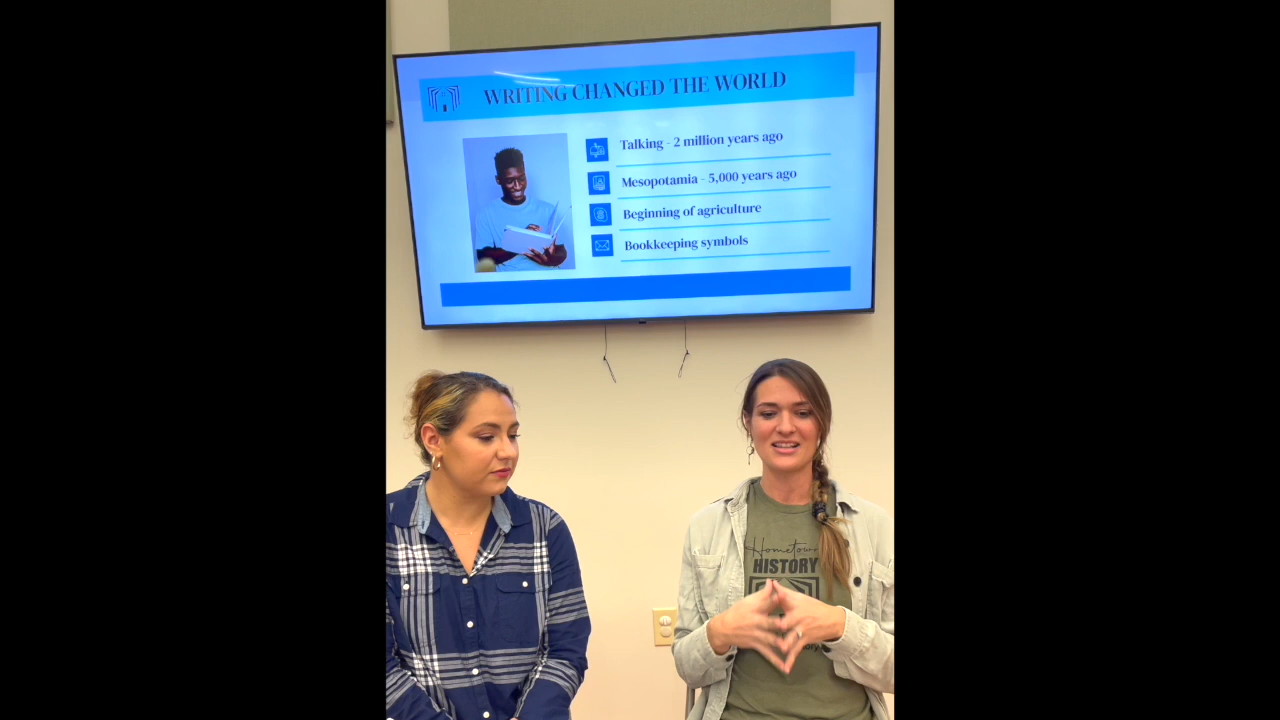 WRITING CHANGED THE WORLD
Talking - 2 million years ago
Mesopotamia - 5,000 years ago
Beginning of agriculture
Bookkeeping symbols
Hometown
HISTORY